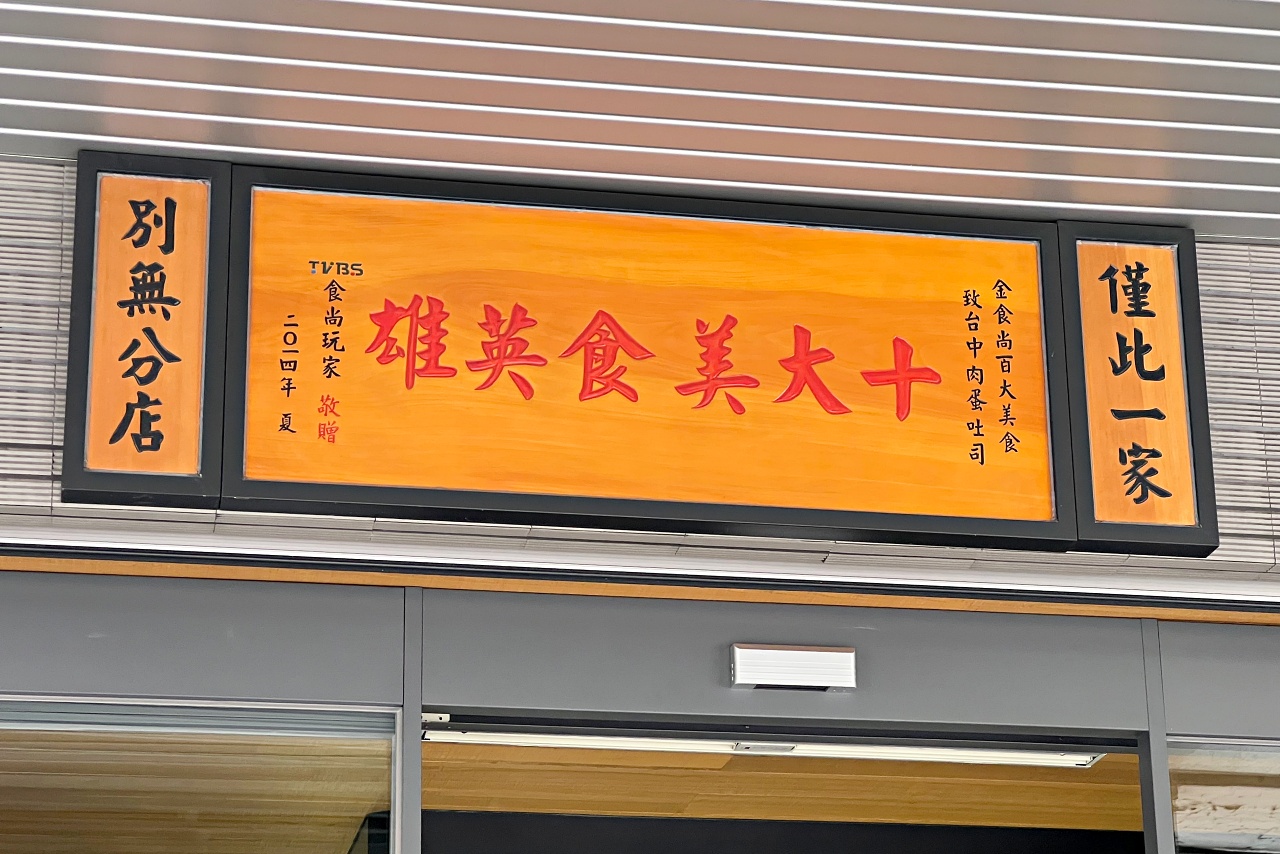 僅此一家
金食尚百大美食
致台中肉蛋吐司
十大美食英雄
TVBS
食尚玩家 敬贈
二〇一四年 夏
別無分店